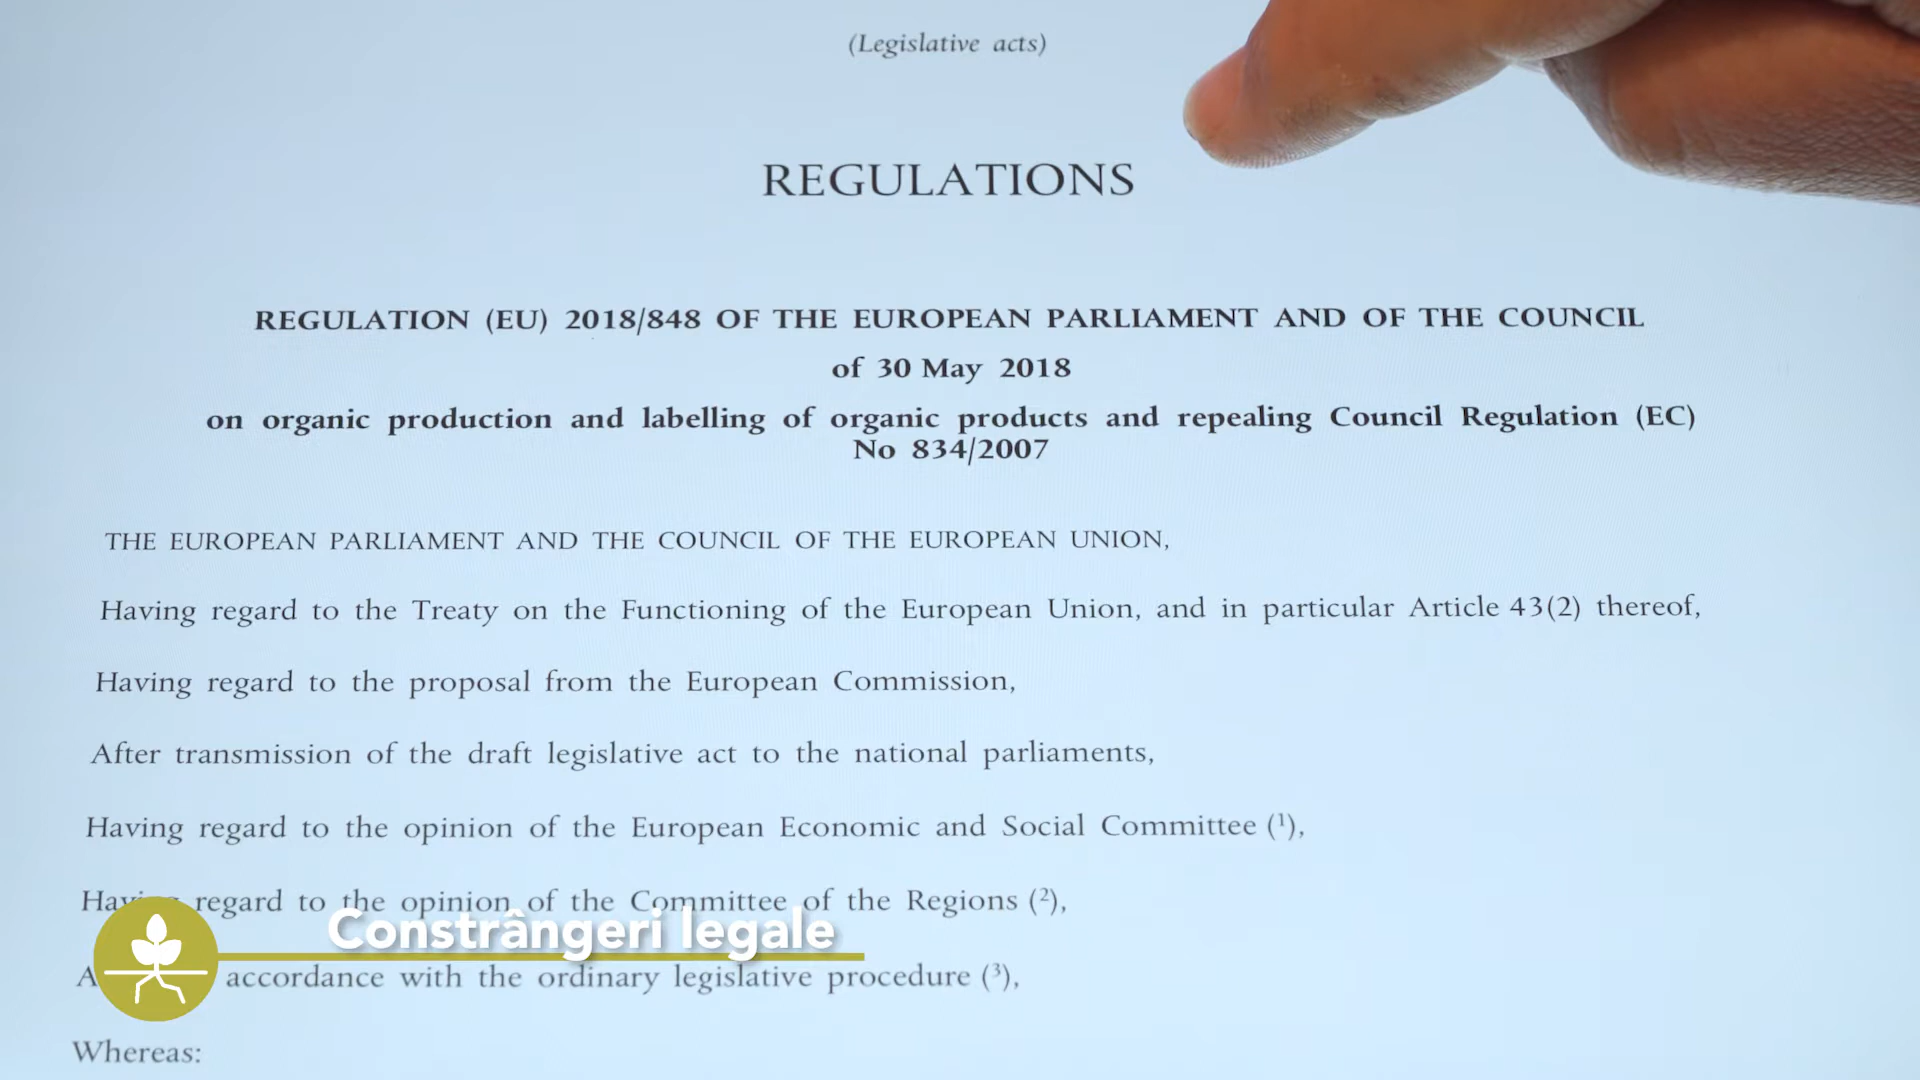 (Legislative acts)
REGULATIONS
REGULATION (EU) 2018/848 OF THE EUROPEAN PARLIAMENT AND OF THE COUNCIL
of 30 May 2018
on organic production and labelling of organic products and repealing Council Regulation (EC)
No 834/2007
THE EUROPEAN PARLIAMENT AND THE COUNCIL OF THE EUROPEAN UNION,
Having regard to the Treaty on the Functioning of the European Union, and in particular Article 43(2) thereof,
Having regard to the proposal from the European Commission,
After transmission of the draft legislative act to the national parliaments,
Having regard to the opinion of the European Economic and Social Committee (¹),
Having regard to the opinion of the Committee of the Regions (²),
Constrângeri legale
accordance with the ordinary legislative procedure (³),
Whereas: